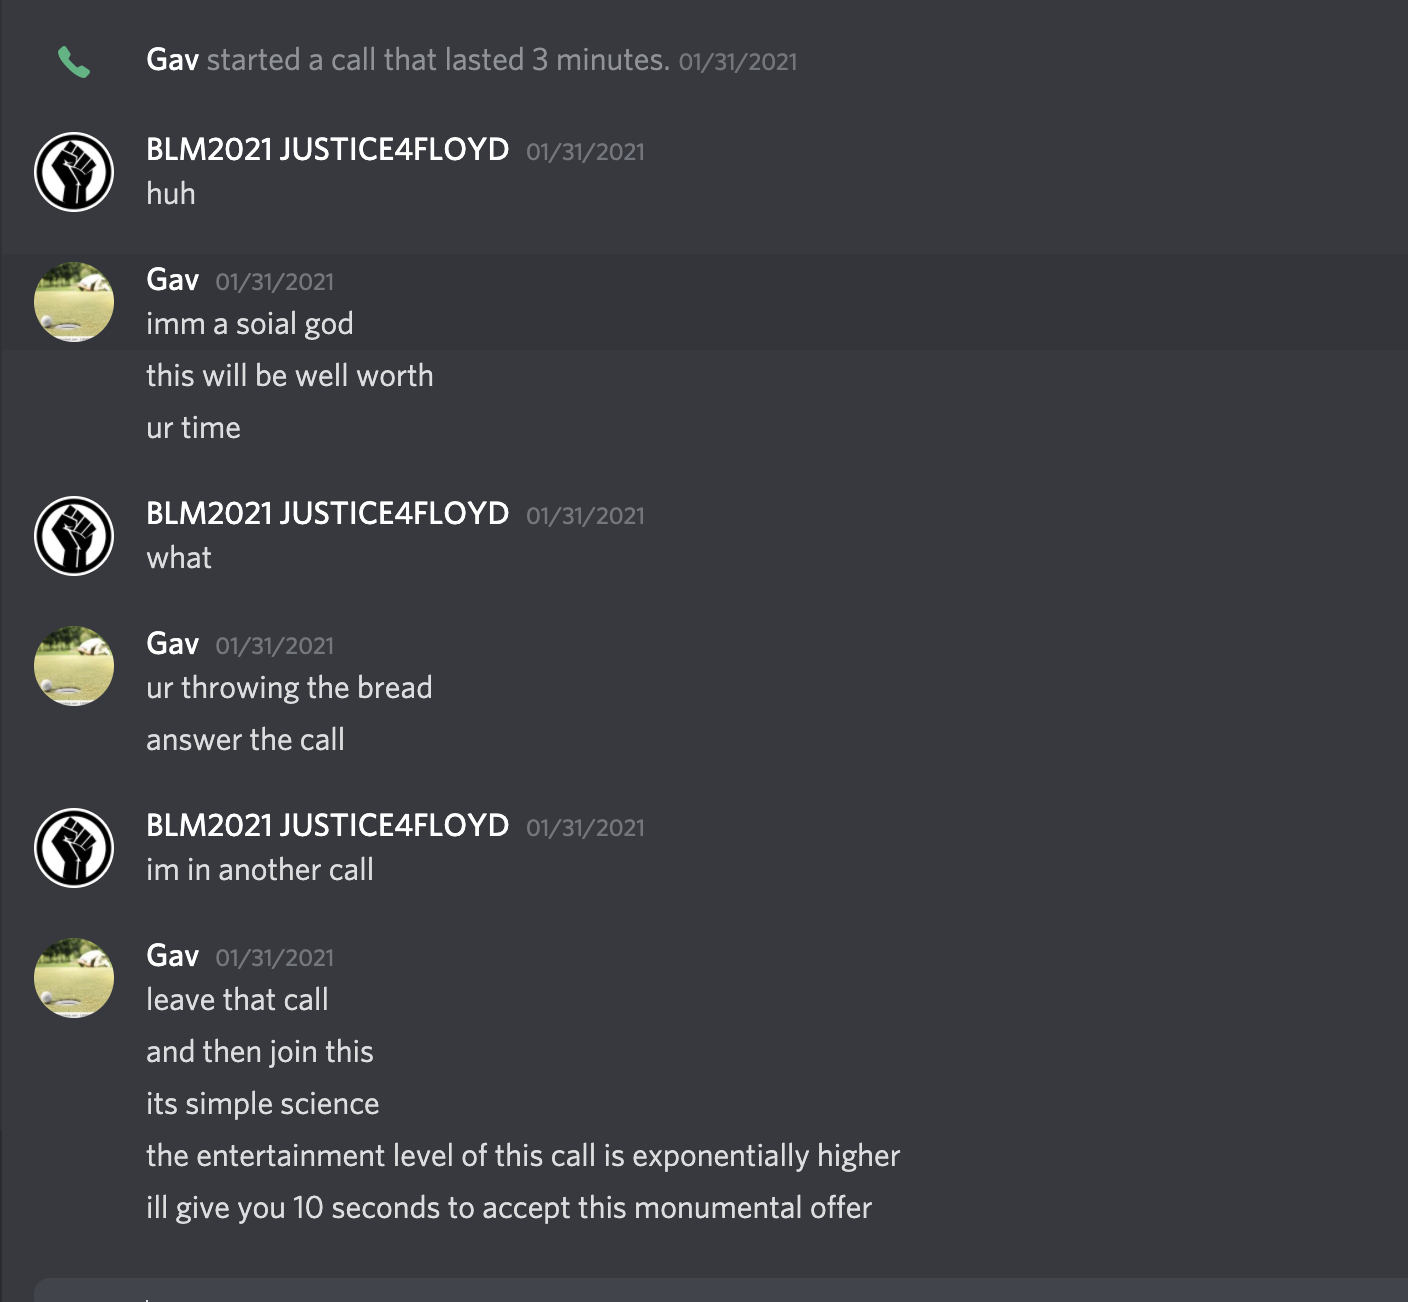 Gav started a call that lasted 3 minutes. 01/31/2021
BLM2021 JUSTICE4FLOYD 01/31/2021
huh
Gav 01/31/2021
imm a soial god
this will be well worth
ur time
BLM2021 JUSTICE4FLOYD 01/31/2021
what
Gav 01/31/2021
ur throwing the bread
answer the call
BLM2021 JUSTICE4FLOYD 01/31/2021
im in another call
Gav 01/31/2021
leave that call
and then join this
its simple science
the entertainment level of this call is exponentially higher
ill give you 10 seconds to accept this monumental offer